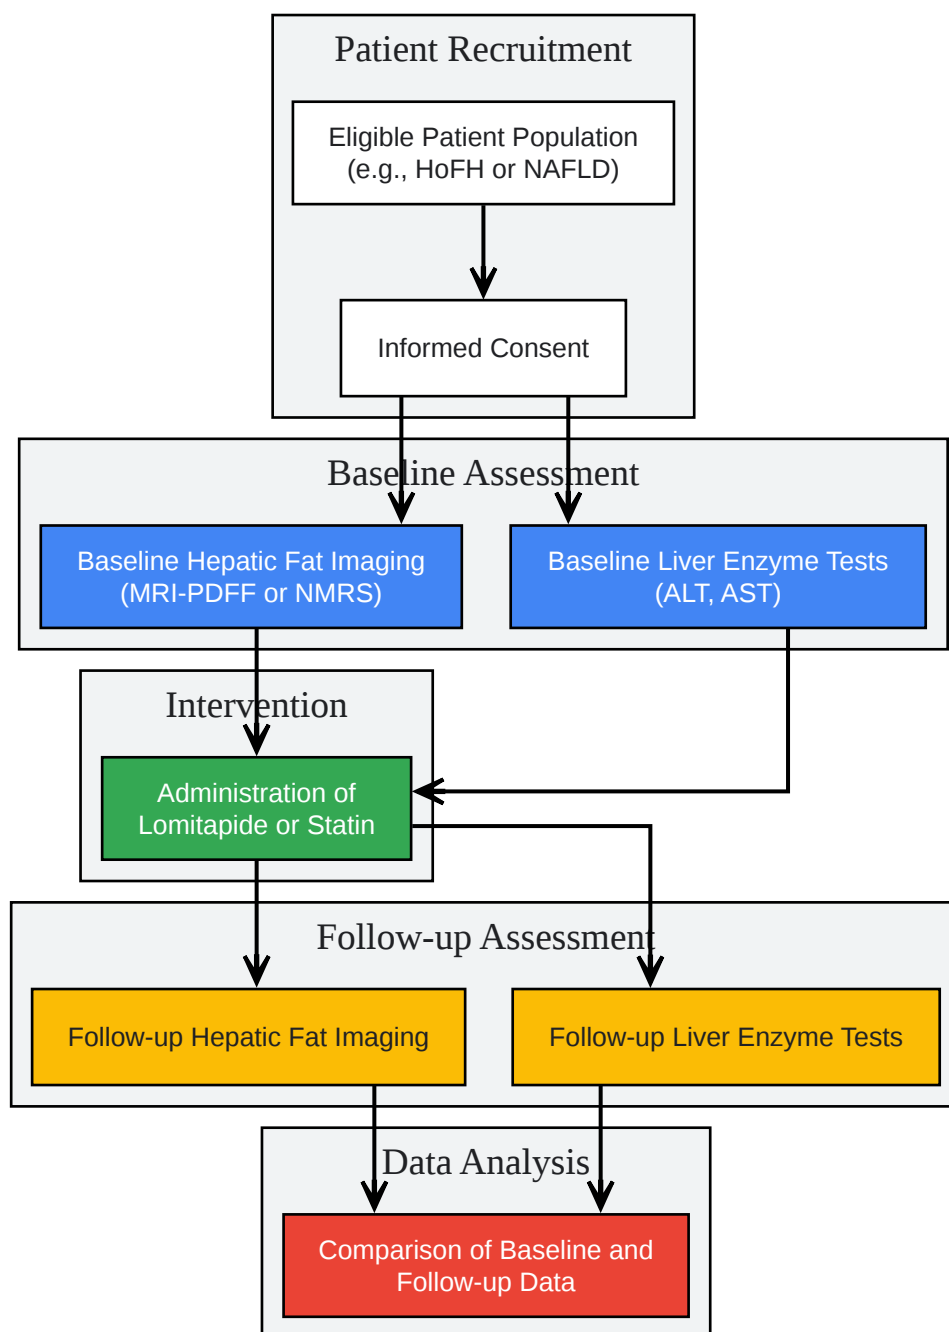 Patient Recruitment
Eligible Patient Population
(e.g., HoFH or NAFLD)
Informed Consent
Baseline Assessment
Baseline Hepatic Fat Imaging
(MRI-PDFF or NMRS)
Baseline Liver Enzyme Tests
(ALT, AST)
Intervention
Administration of
Lomitapide or Statin
Follow-up Assessment
Follow-up Hepatic Fat Imaging
Follow-up Liver Enzyme Tests
Data Analysis
Comparison of Baseline and
Follow-up Data